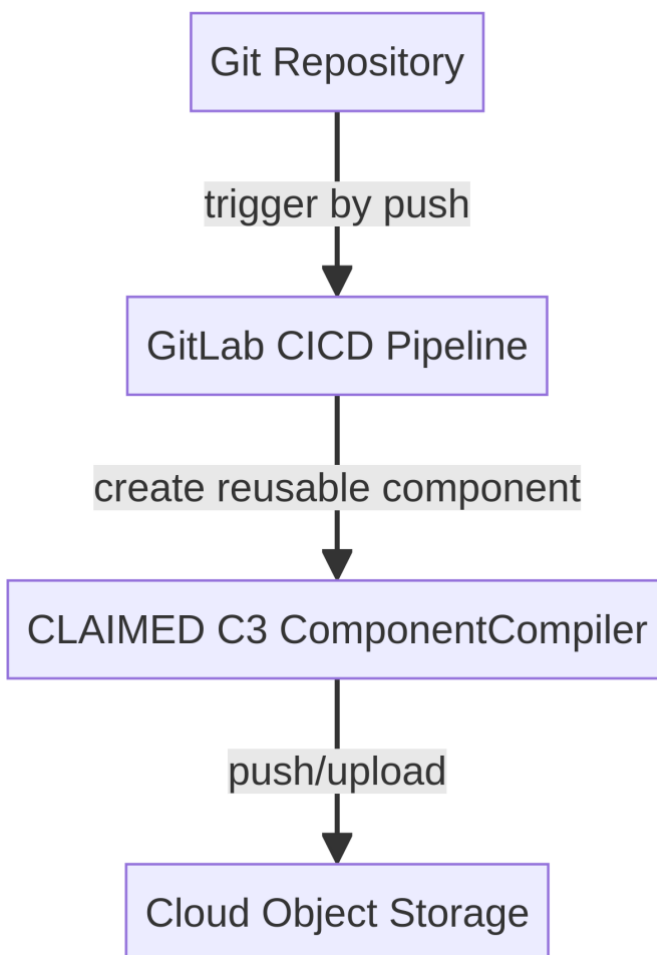 Git Repository
trigger by push
GitLab CICD Pipeline
create reusable component
CLAIMED C3 ComponentCompiler
push/upload
Cloud Object Storage